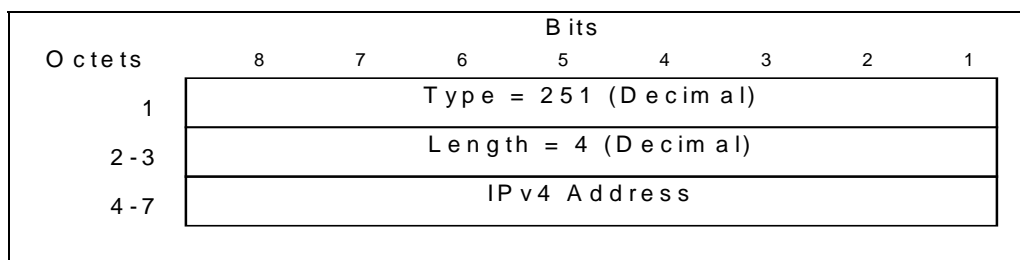 Bits
Octets 8 7 6 5 4 3 2 1
1 Type = 251 (Decimal)
2-3 Length = 4 (Decimal)
4-7 IPv4 Address